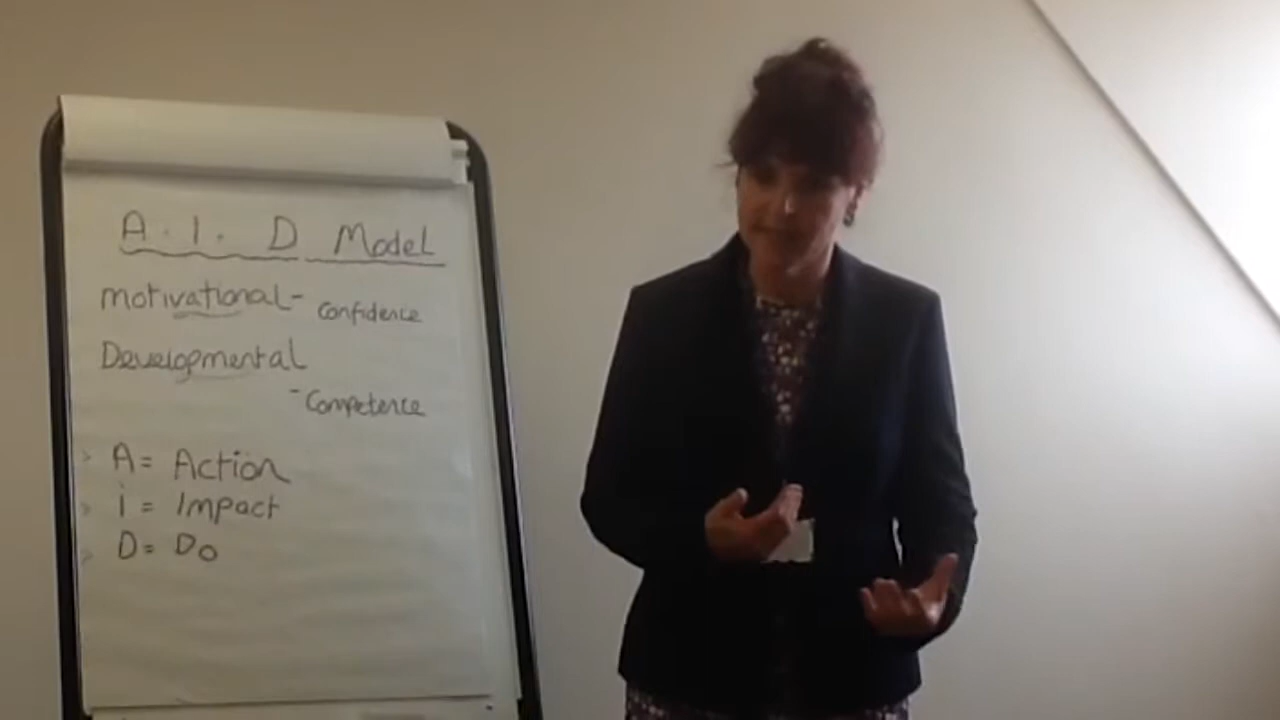 A. I. D Model
Motivational - Confidence
Developmental
- Competence
> A = Action
> i = Impact
> D = Do